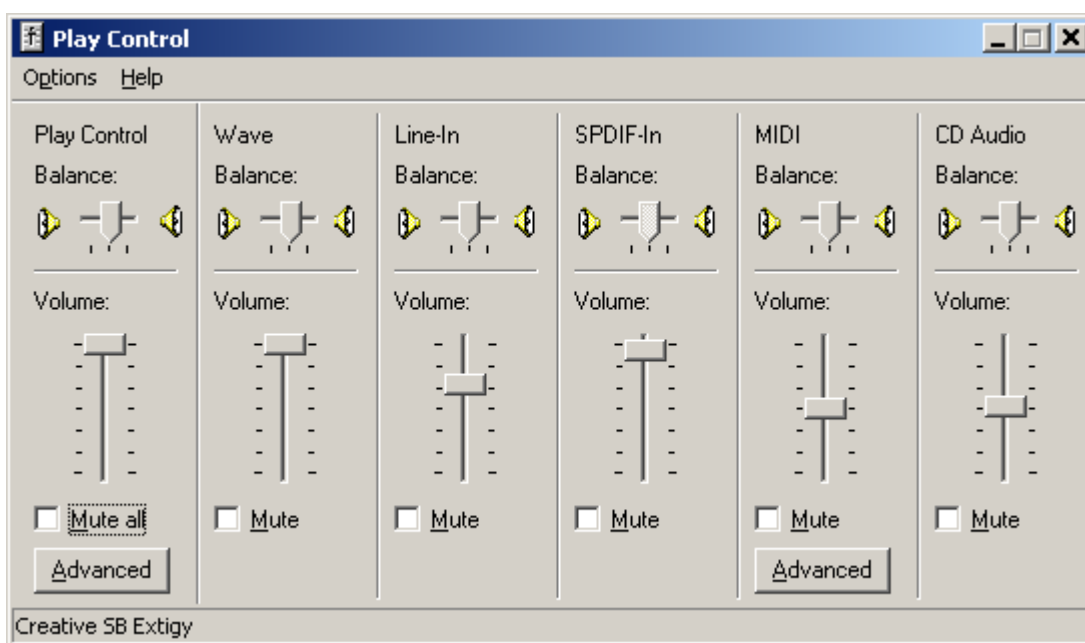 Play Control
Options Help
Play Control Wave Line-In SPDIF-In MIDI CD Audio
Balance: Balance: Balance: Balance: Balance: Balance:
Volume: Volume: Volume: Volume: Volume: Volume:
Mute all Mute Mute Mute Mute Mute
Advanced Advanced
Creative SB Extigy